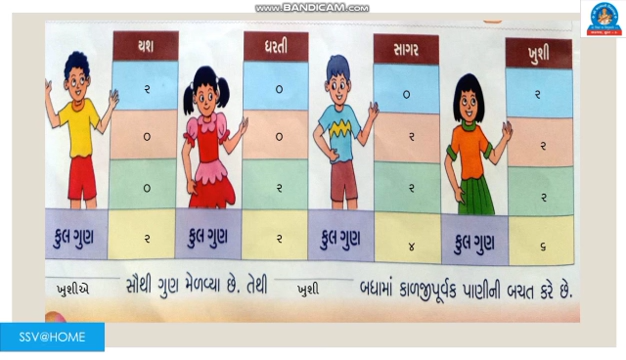 www.BANDICAM.com
યશ ધરતી સાગર ખુશી
૨ ૦ ૦ ૨
૦ ૦ ૨ ૨
૦ ૨ ૨ ૨
કુલ ગુણ ૨ કુલ ગુણ ૨ કુલ ગુણ ૪ કુલ ગુણ ૬
ખુશીએ સૌથી ગુણ મેળવ્યા છે. તેથી ખુશી બધામાં કાળજીપૂર્વક પાણીની બચત કરે છે.
SSV@HOME